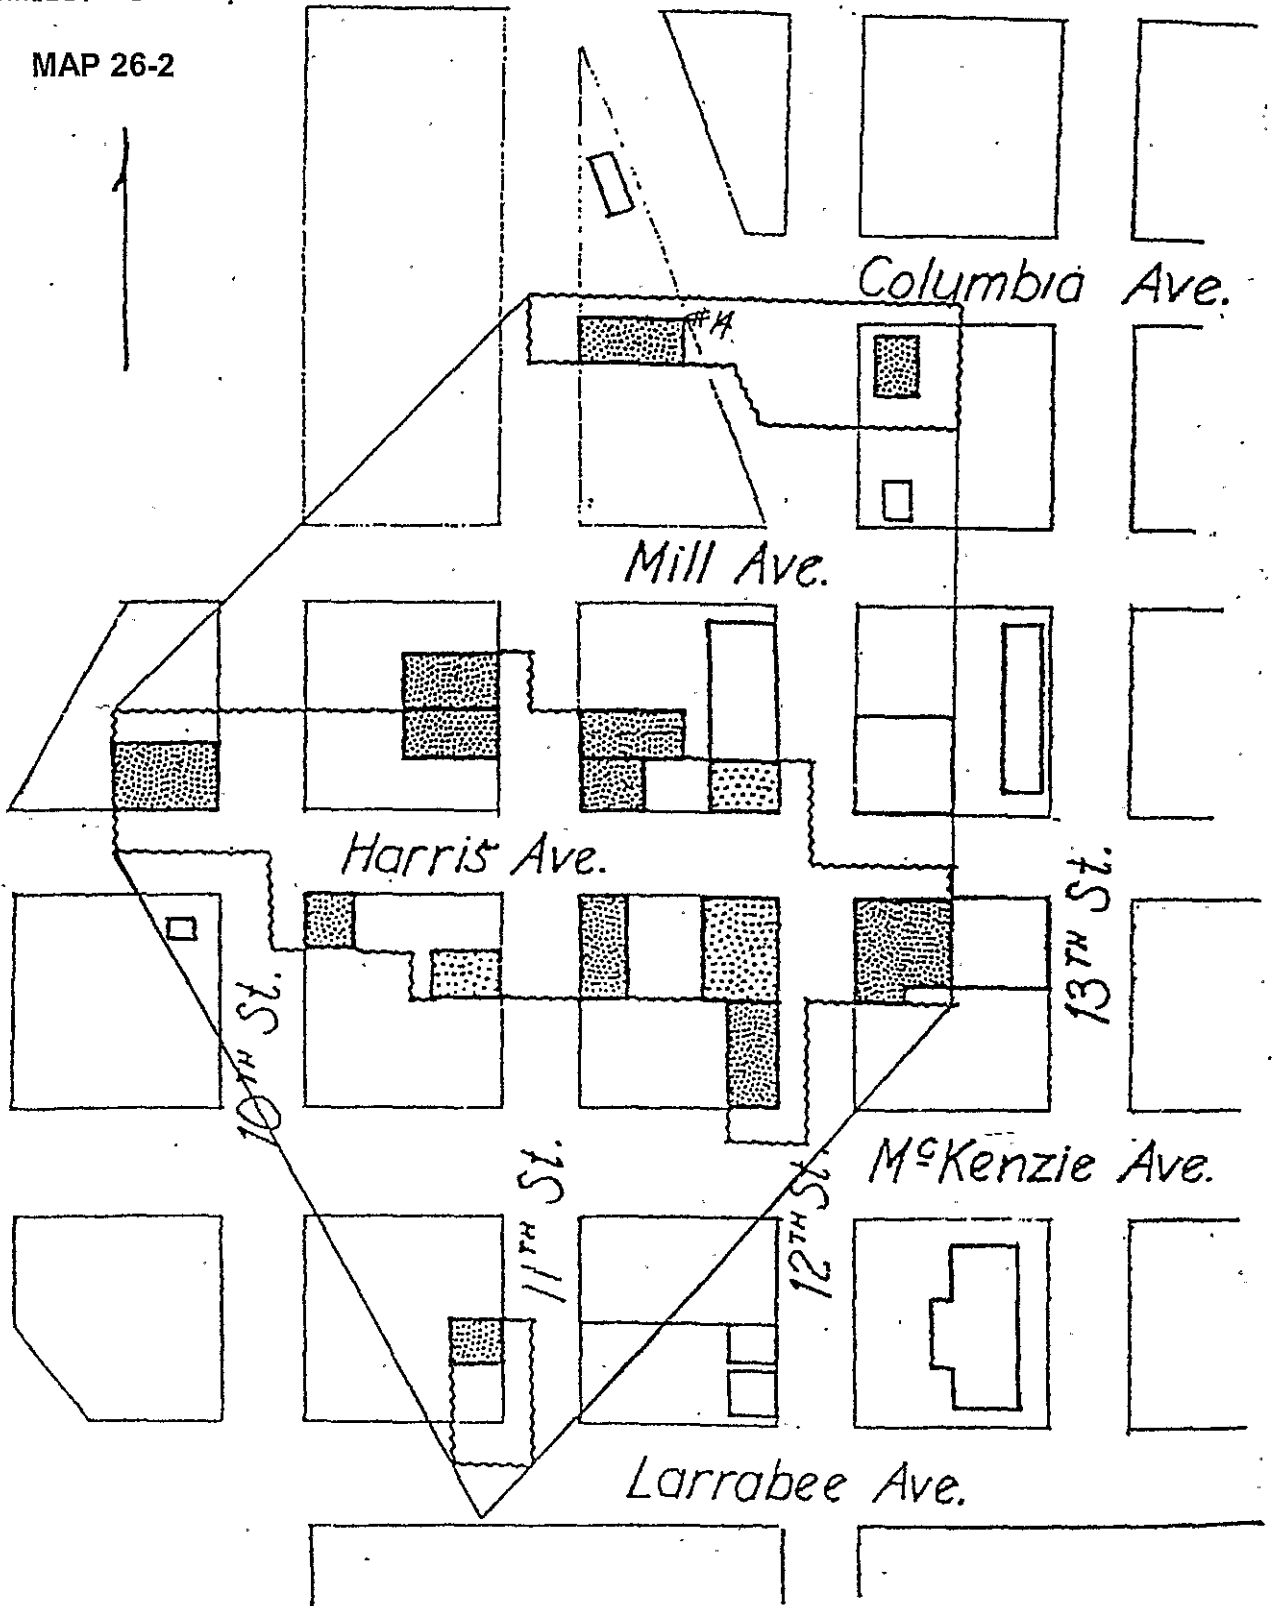 MAP 26-2
Columbia Ave.
#14
Mill Ave.
Harris Ave.
13TH St.
10TH St.
McKenzie Ave.
11TH St.
12TH St.
Larrabee Ave.